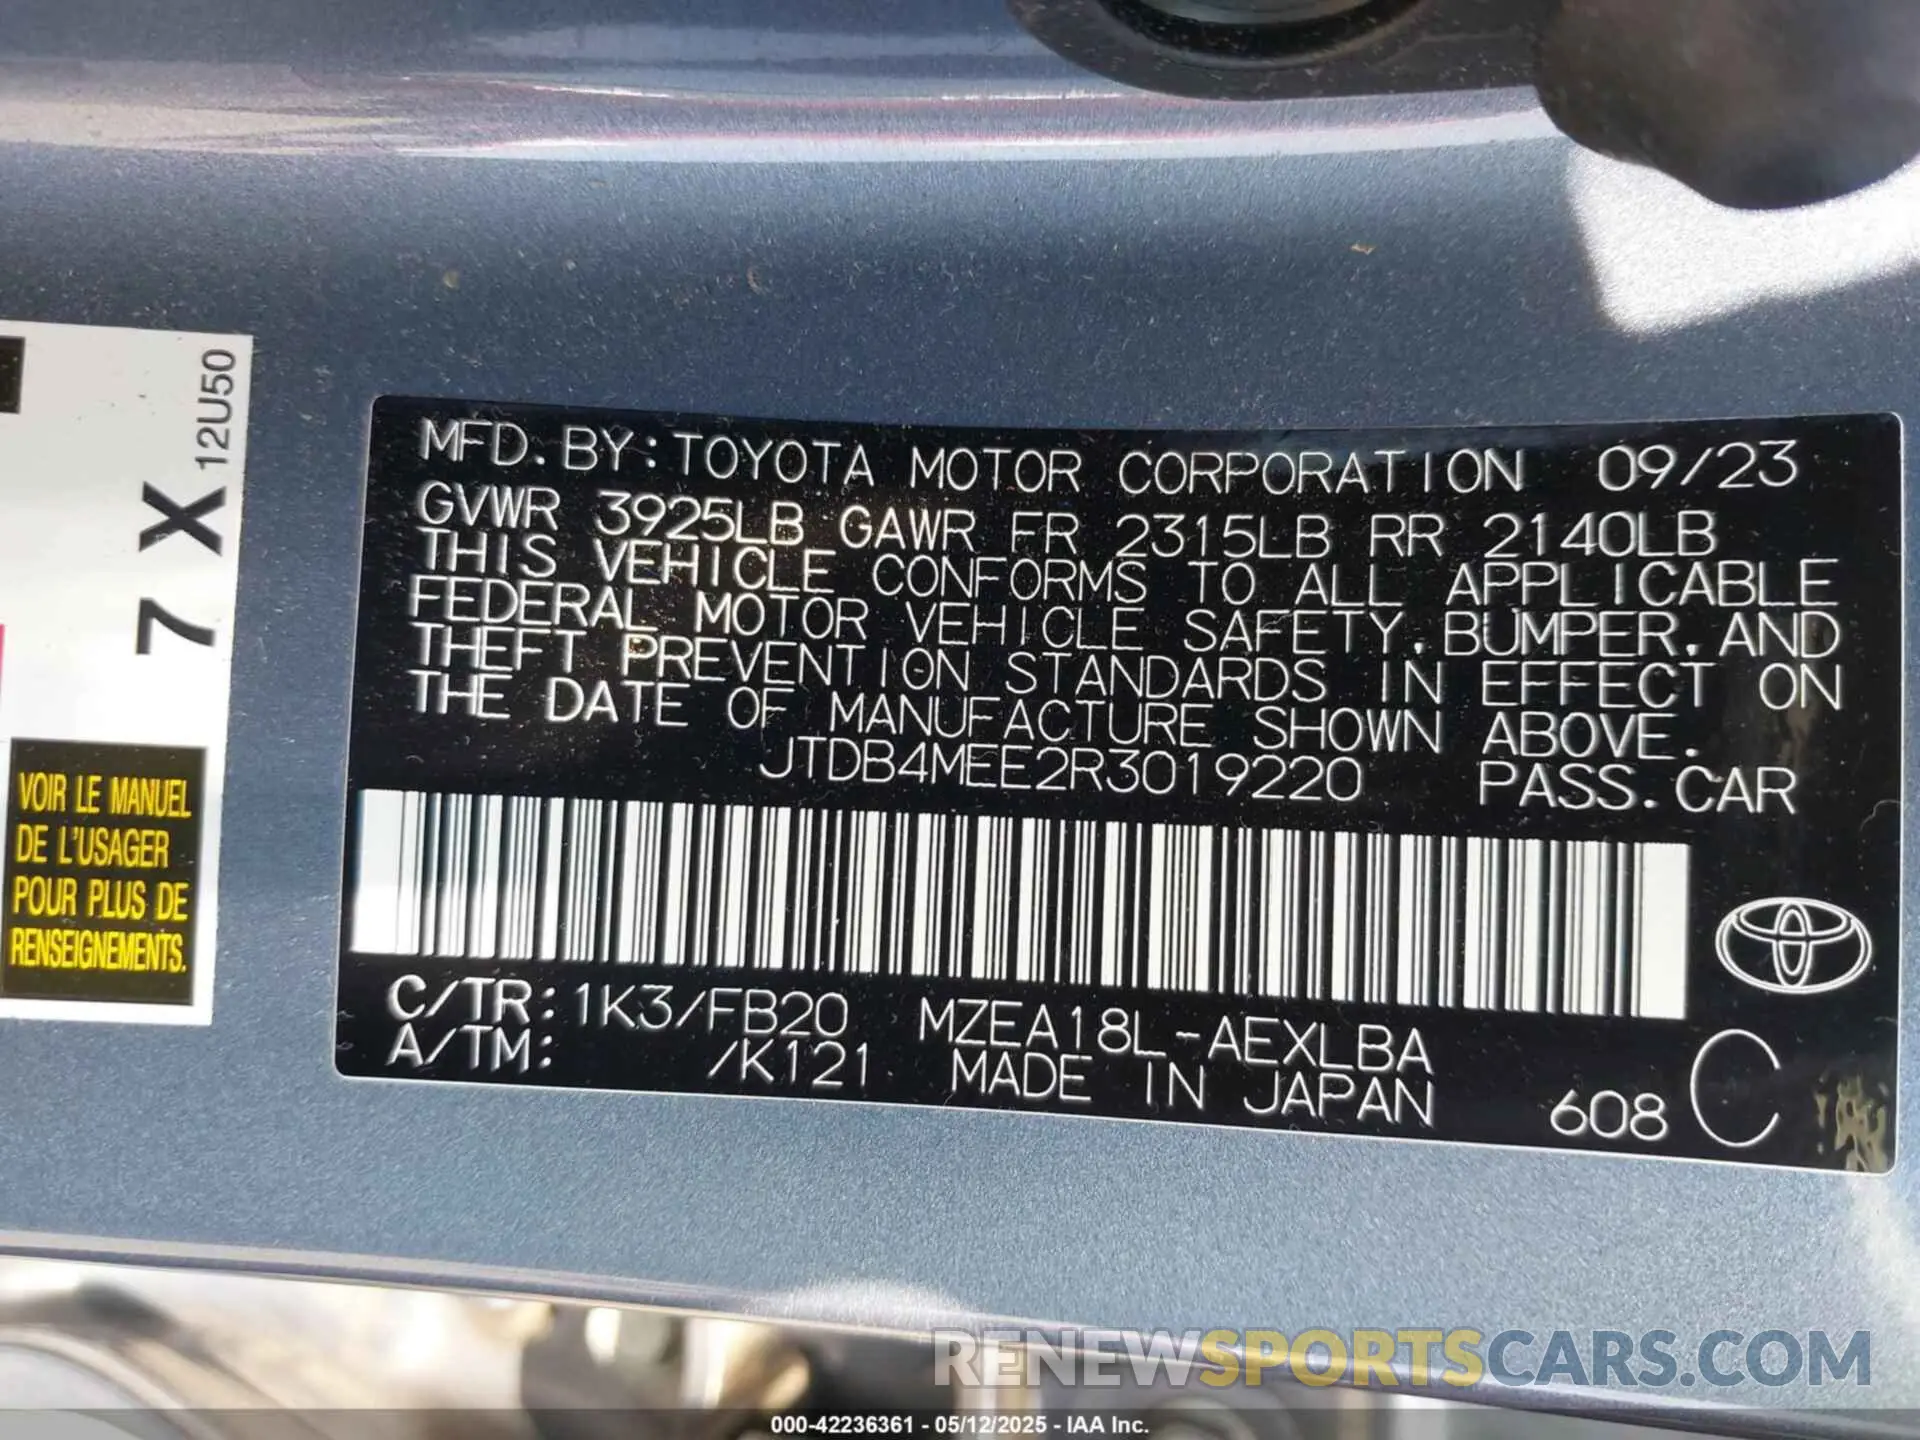 12U50
7 X
VOIR LE MANUEL
DE L'USAGER
POUR PLUS DE
RENSEIGNEMENTS.
MFD. BY: TOYOTA MOTOR CORPORATION 09/23
GVWR 3925LB GAWR FR 2315LB RR 2140LB
THIS VEHICLE CONFORMS TO ALL APPLICABLE
FEDERAL MOTOR VEHICLE SAFETY, BUMPER, AND
THEFT PREVENTION STANDARDS IN EFFECT ON
THE DATE OF MANUFACTURE SHOWN ABOVE.
JTDB4MEE2R3019220 PASS. CAR
C/TR: 1K3/FB20 MZEA18L-AEXLBA
A/TM: /K121 MADE IN JAPAN 608 C
RENEWSPORTSCARS.COM
000-42236361 - 05/12/2025 - IAA Inc.